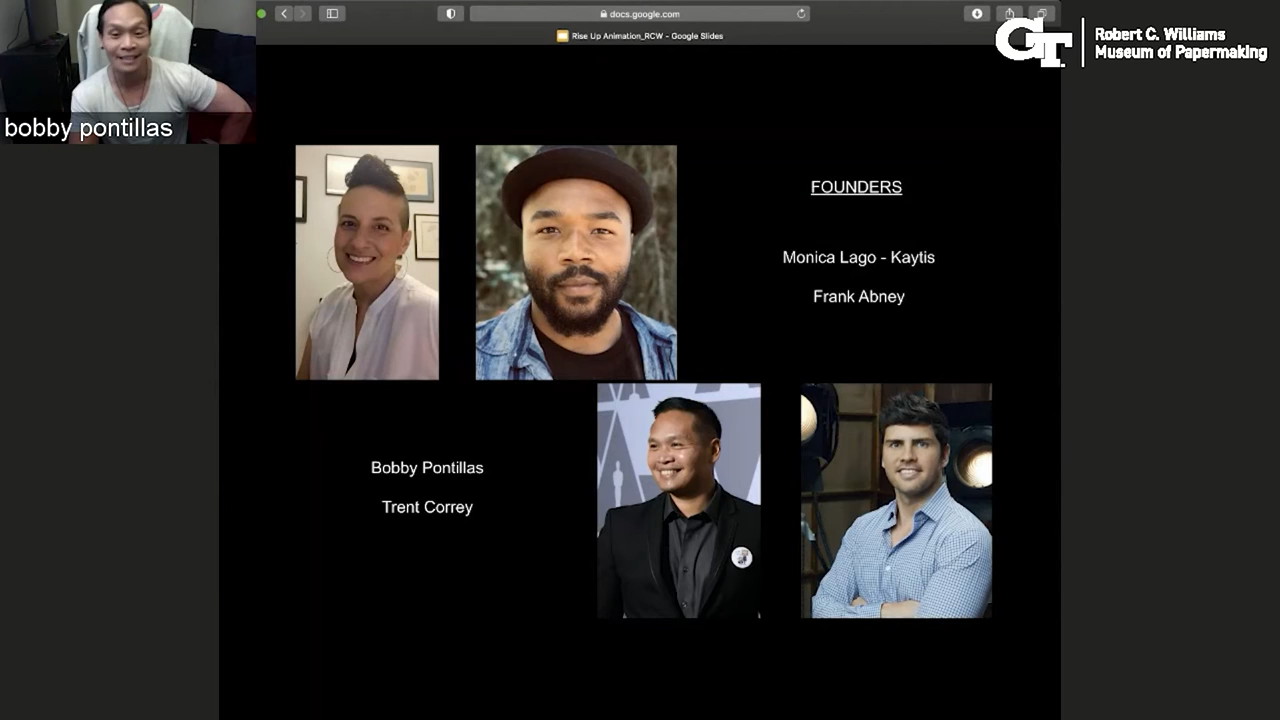 docs.google.com
Rise Up Animation_RCW - Google Slides
GT
Robert C. Williams
Museum of Papermaking
bobby pontillas
FOUNDERS
Monica Lago - Kaytis
Frank Abney
Bobby Pontillas
Trent Correy